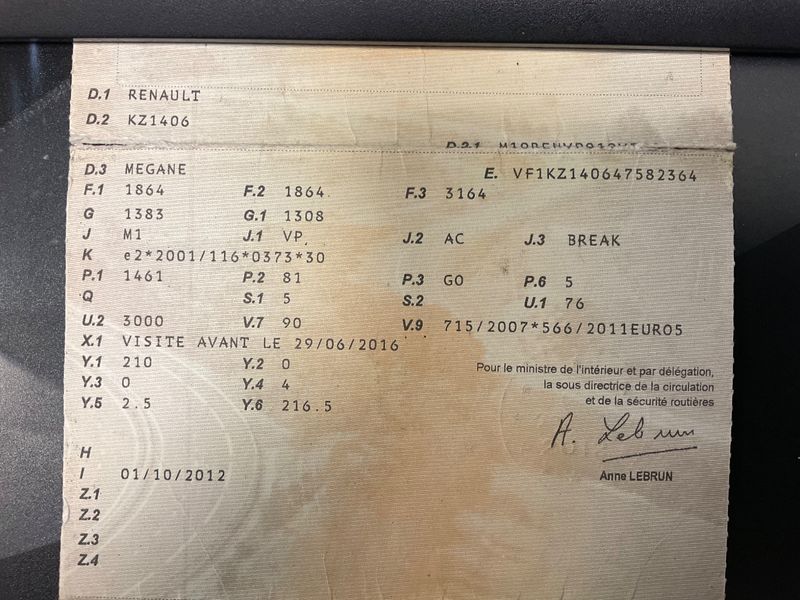 D.1 RENAULT
D.2 KZ1406
D.2.1
D.3 MEGANE E. VF1KZ140647582364
F.1 1864 F.2 1864 F.3 3164
G 1383 G.1 1308
J M1 J.1 VP J.2 AC J.3 BREAK
K e2*2001/116*0373*30
P.1 1461 P.2 81 P.3 GO P.6 5
Q S.1 5 S.2 U.1 76
U.2 3000 V.7 90 V.9 715/2007*566/2011EURO5
X.1 VISITE AVANT LE 29/06/2016
Y.1 210 Y.2 0
Y.3 0 Y.4 4
Y.5 2.5 Y.6 216.5
Pour le ministre de l'intérieur et par délégation,
la sous directrice de la circulation
et de la sécurité routières
A. Lebrun
Anne LEBRUN
H
I 01/10/2012
Z.1
Z.2
Z.3
Z.4